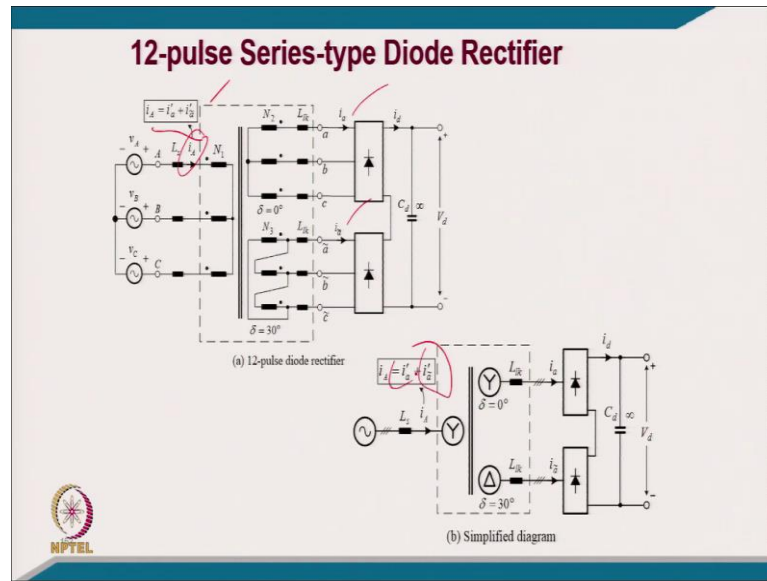 12-pulse Series-type Diode Rectifier
i_A = i'_a + i'_ã
v_A
A
L_s
i_A
N_1
N_2
L_lk
a
i_a
i_d
+
v_B
B
b
c
δ = 0°
C_d
∞
V_d
v_C
C
N_3
L_lk
ã
i_ã
b̃
c̃
δ = 30°
−
(a) 12-pulse diode rectifier
i_A = i'_a + i'_ã
i_A
L_s
Y
Y
δ = 0°
L_lk
i_a
i_d
+
C_d
∞
V_d
Δ
δ = 30°
L_lk
i_ã
−
(b) Simplified diagram
NPTEL